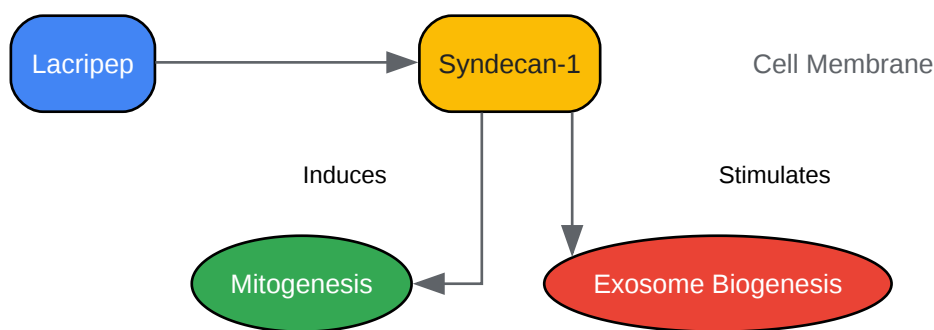 Lacripep
Syndecan-1
Cell Membrane
Induces
Stimulates
Mitogenesis
Exosome Biogenesis